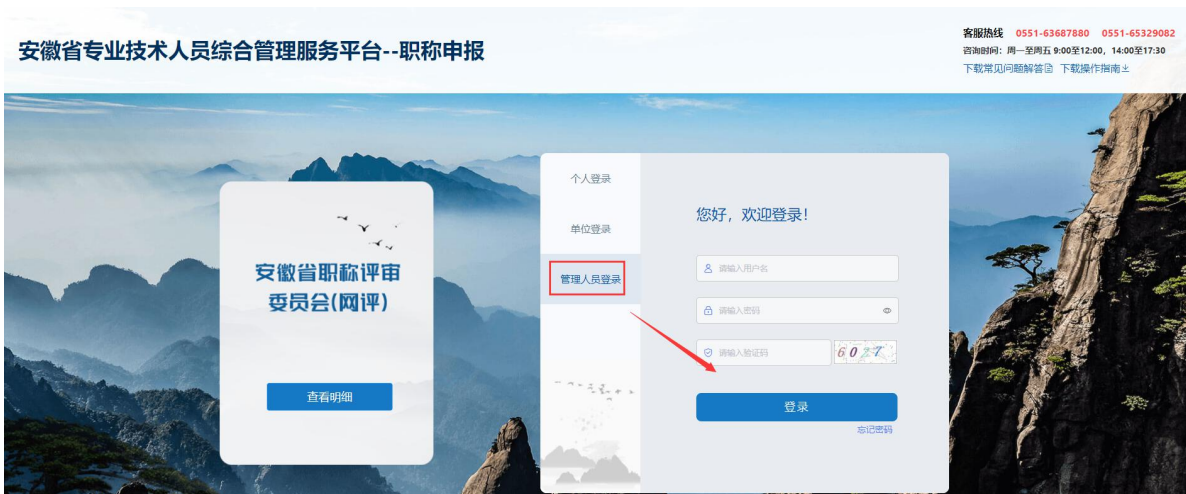 安徽省专业技术人员综合管理服务平台--职称申报
客服热线 0551-63687880 0551-65329082
咨询时间：周一至周五 9:00至12:00，14:00至17:30
下载常见问题解答 下载操作指南
安徽省职称评审
委员会(网评)
查看明细
个人登录
单位登录
管理人员登录
您好，欢迎登录！
请输入用户名
请输入密码
请输入验证码
6027
登录
忘记密码